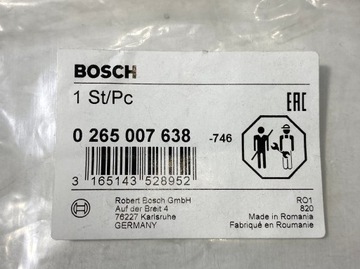 BOSCH
1 St/Pc
EAC
0 265 007 638 -746
3 165143 528952
Robert Bosch GmbH
Auf der Breit 4
76227 Karlsruhe
GERMANY
RO1
820
Made in Romania
Fabriqué en Roumanie